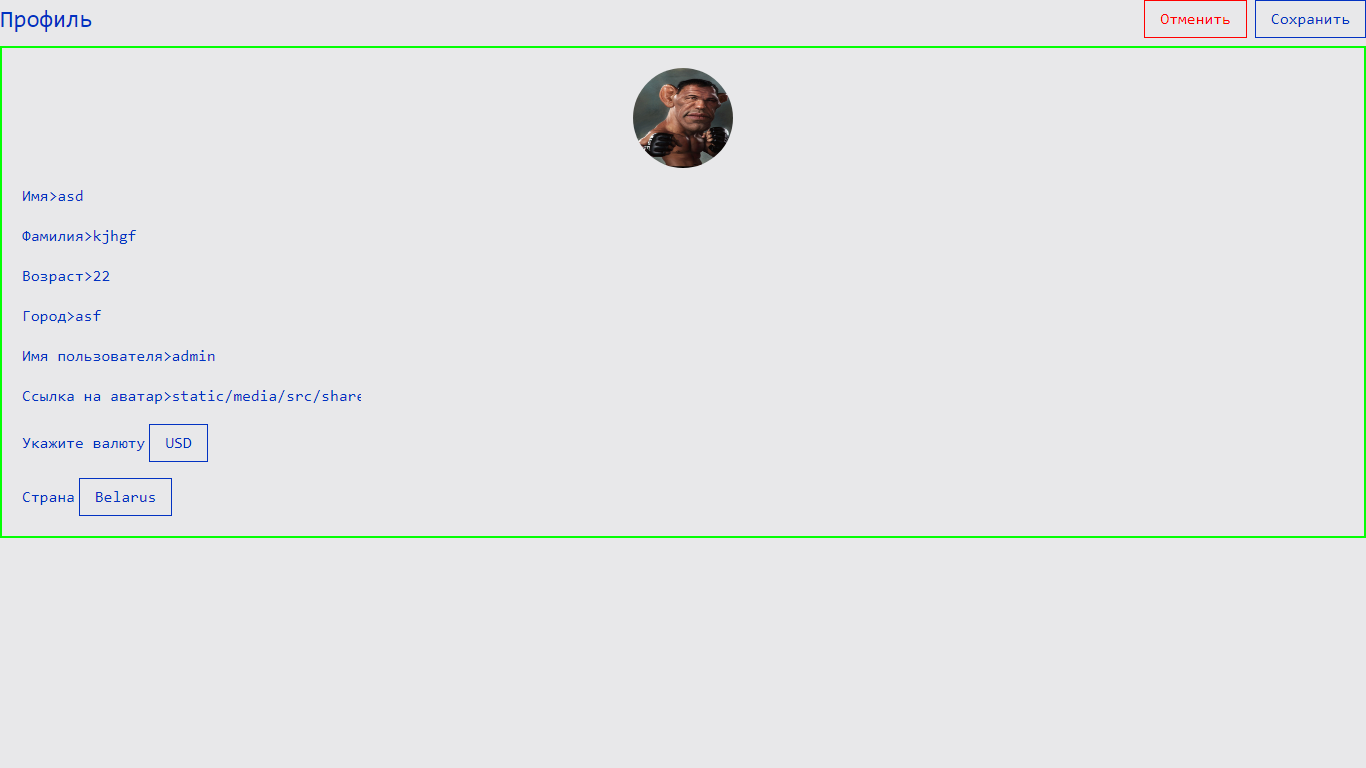 Профиль
Отменить Сохранить
Имя>asd
Фамилия>kjhgf
Возраст>22
Город>asf
Имя пользователя>admin
Ссылка на аватар>static/media/src/share
Укажите валюту USD
Страна Belarus